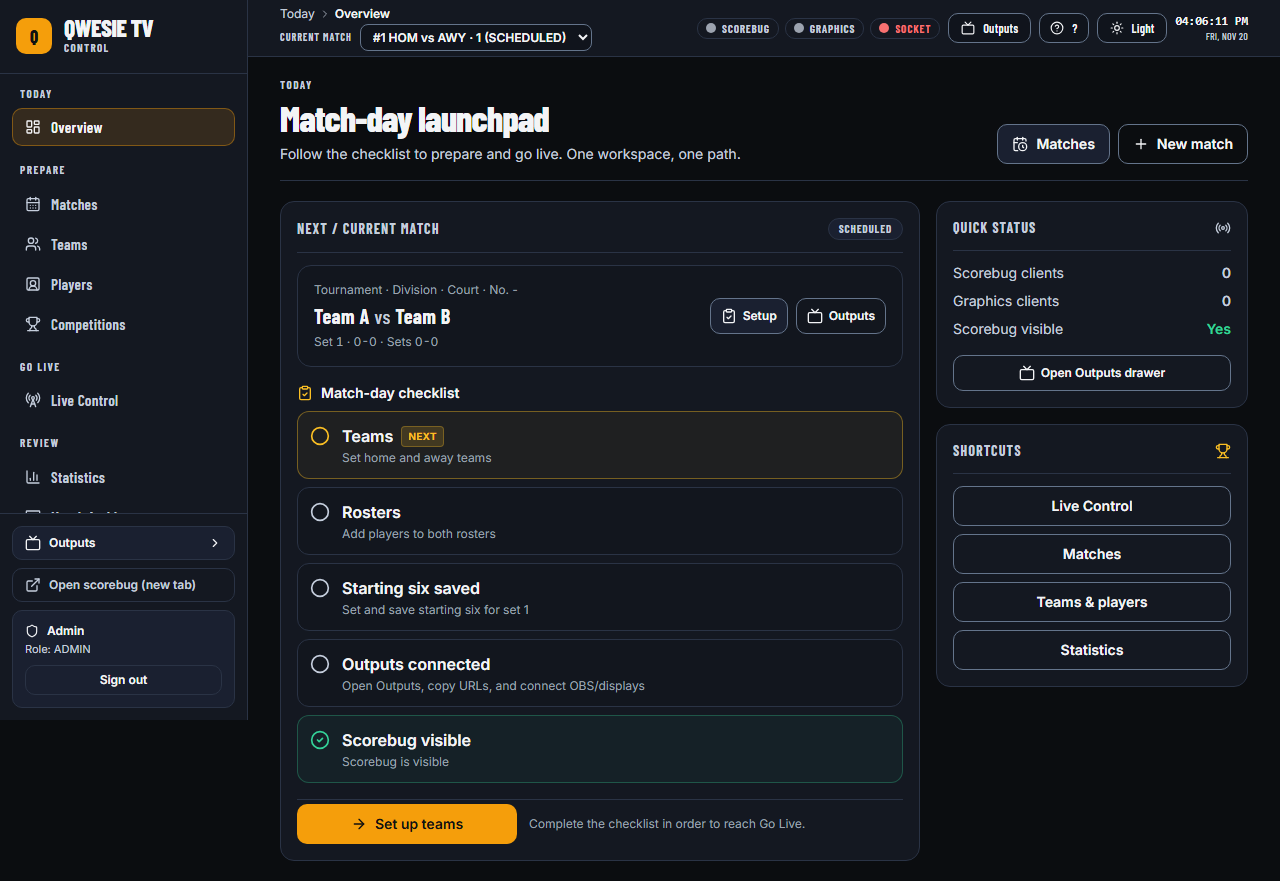 Q
QWESIE TV
CONTROL
TODAY
Overview
PREPARE
Matches
Teams
Players
Competitions
GO LIVE
Live Control
REVIEW
Statistics
Outputs
Open scorebug (new tab)
Admin
Role: ADMIN
Sign out
Today > Overview
CURRENT MATCH
#1 HOM vs AWY · 1 (SCHEDULED)
SCOREBUG
GRAPHICS
SOCKET
Outputs
?
Light
04:06:11 PM
FRI, NOV 20
TODAY
Match-day launchpad
Follow the checklist to prepare and go live. One workspace, one path.
Matches
New match
NEXT / CURRENT MATCH
SCHEDULED
Tournament · Division · Court · No. -
Team A vs Team B
Set 1 · 0-0 · Sets 0-0
Setup
Outputs
Match-day checklist
Teams NEXT
Set home and away teams
Rosters
Add players to both rosters
Starting six saved
Set and save starting six for set 1
Outputs connected
Open Outputs, copy URLs, and connect OBS/displays
Scorebug visible
Scorebug is visible
Set up teams
Complete the checklist in order to reach Go Live.
QUICK STATUS
Scorebug clients 0
Graphics clients 0
Scorebug visible Yes
Open Outputs drawer
SHORTCUTS
Live Control
Matches
Teams & players
Statistics